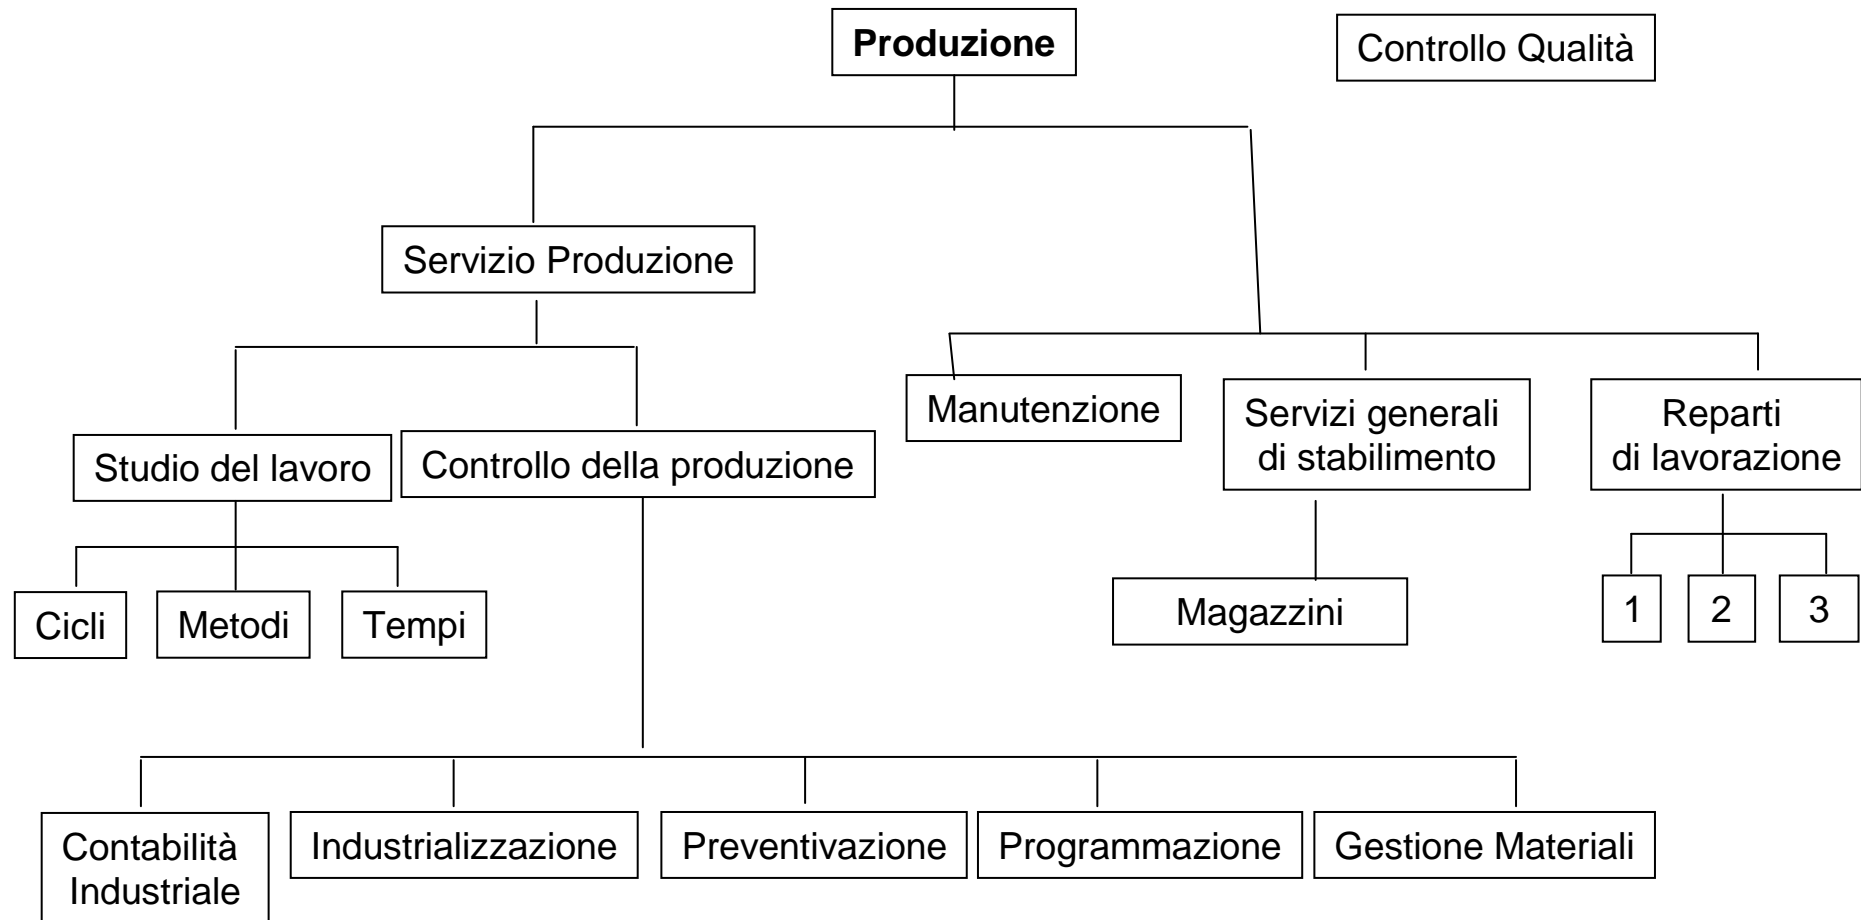 Produzione
Controllo Qualità
Servizio Produzione
Manutenzione
Servizi generali
di stabilimento
Reparti
di lavorazione
Studio del lavoro
Controllo della produzione
Cicli
Metodi
Tempi
Magazzini
1
2
3
Contabilità
Industriale
Industrializzazione
Preventivazione
Programmazione
Gestione Materiali